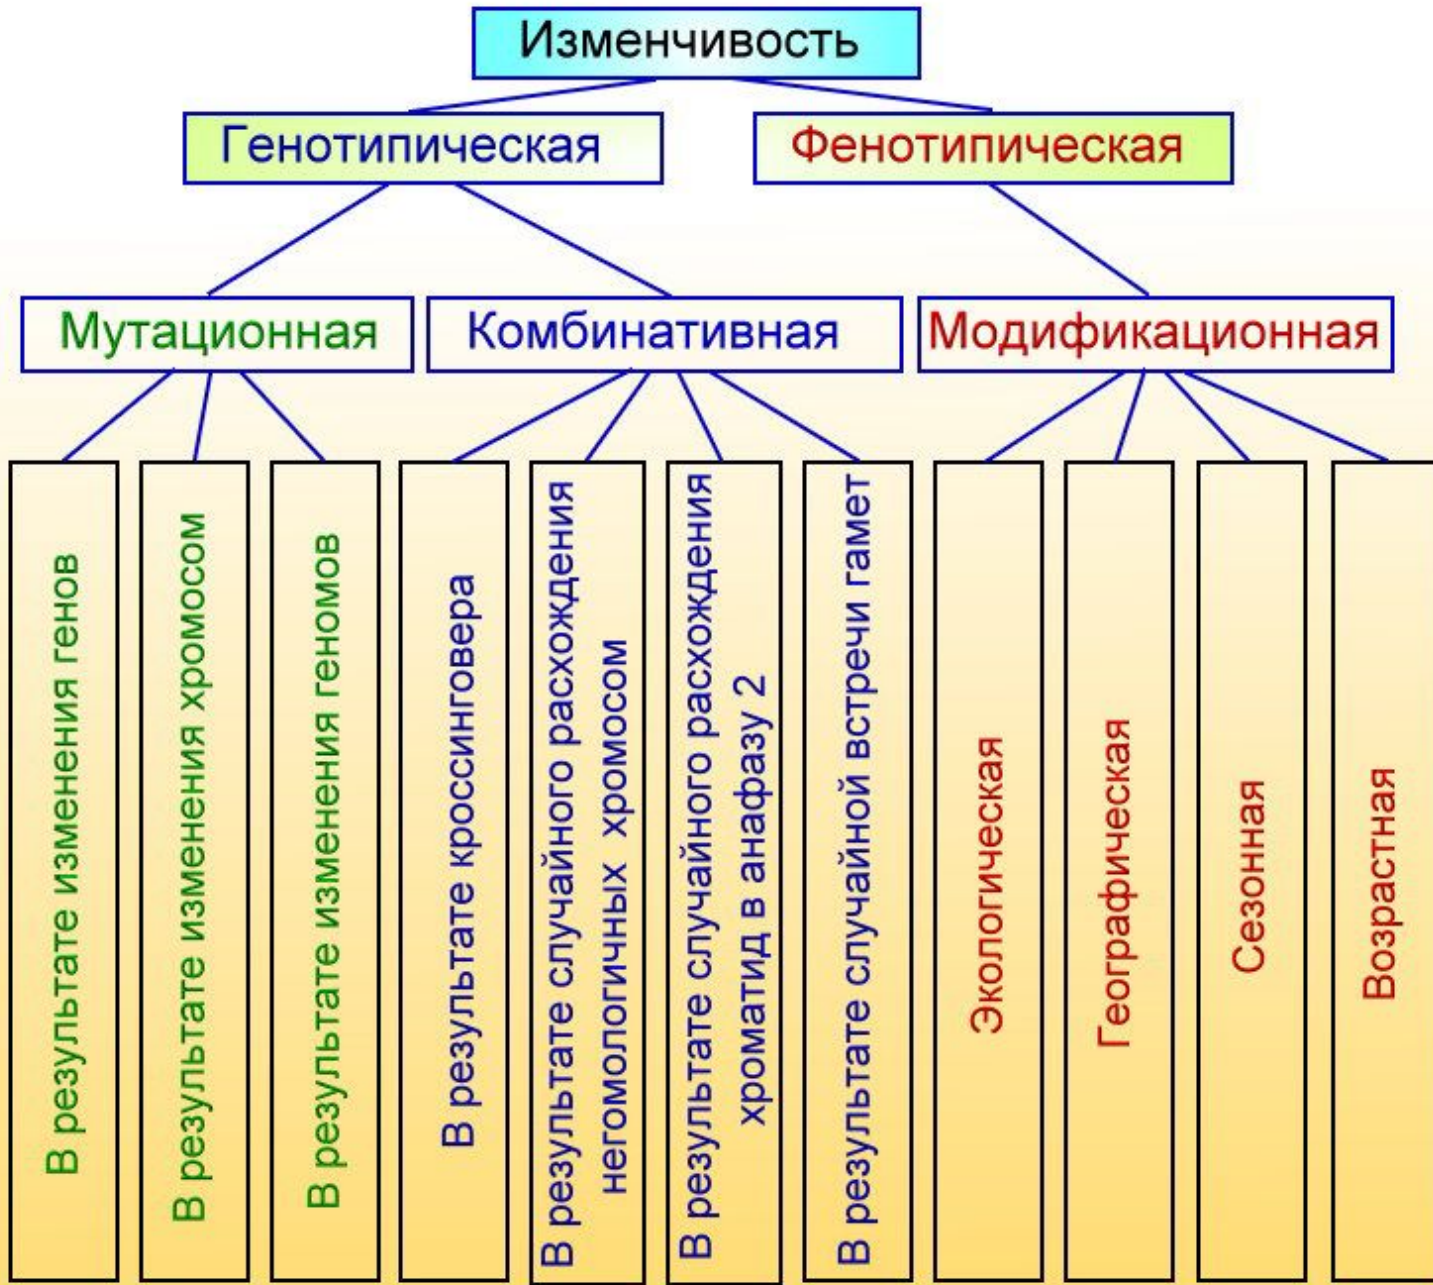 Изменчивость
Генотипическая
Фенотипическая
Мутационная
Комбинативная
Модификационная
В результате изменения генов
В результате изменения хромосом
В результате изменения геномов
В результате кроссинговера
В результате случайного расхождения
негомологичных хромосом
В результате случайного расхождения
хроматид в анафазу 2
В результате случайной встречи гамет
Экологическая
Географическая
Сезонная
Возрастная